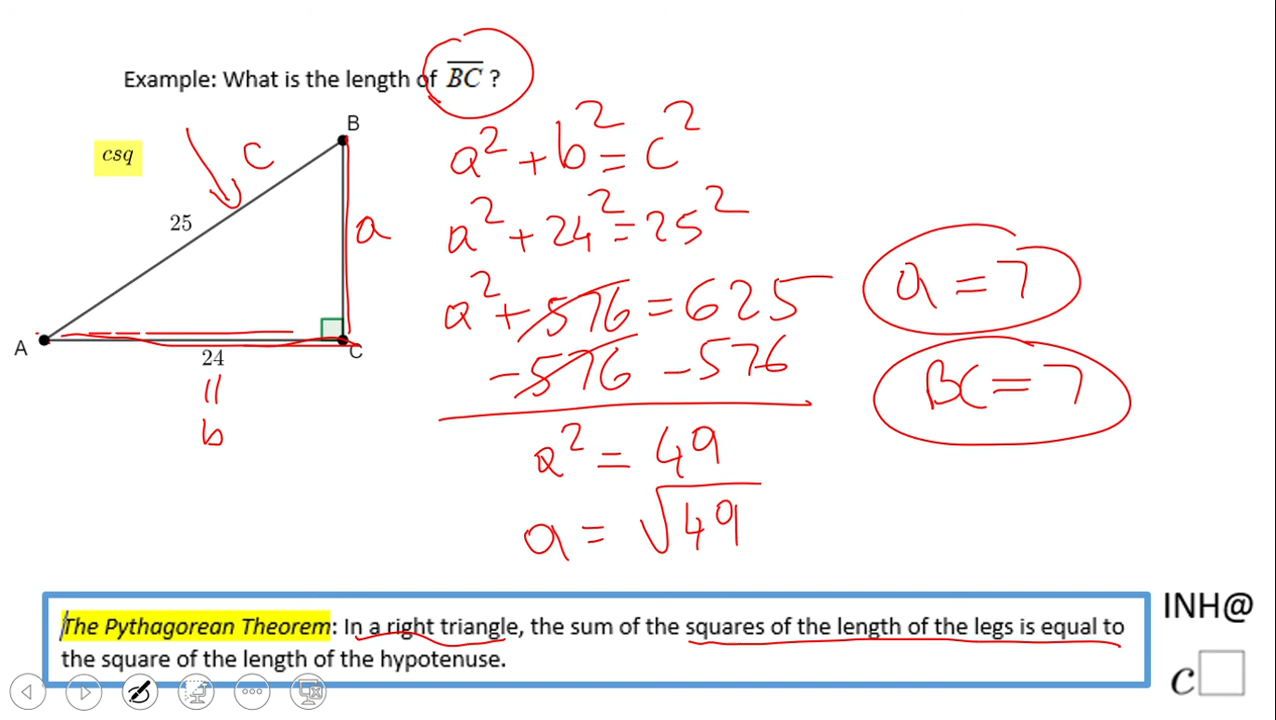 Example: What is the length of BC ?
csq
B
c
25
a
A
C
24
=
b
a² + b² = c²
a² + 24² = 25²
a² + 576 = 625
-576 -576
a² = 49
a = √49
a = 7
BC = 7
The Pythagorean Theorem: In a right triangle, the sum of the squares of the length of the legs is equal to
the square of the length of the hypotenuse.
INH@
c□